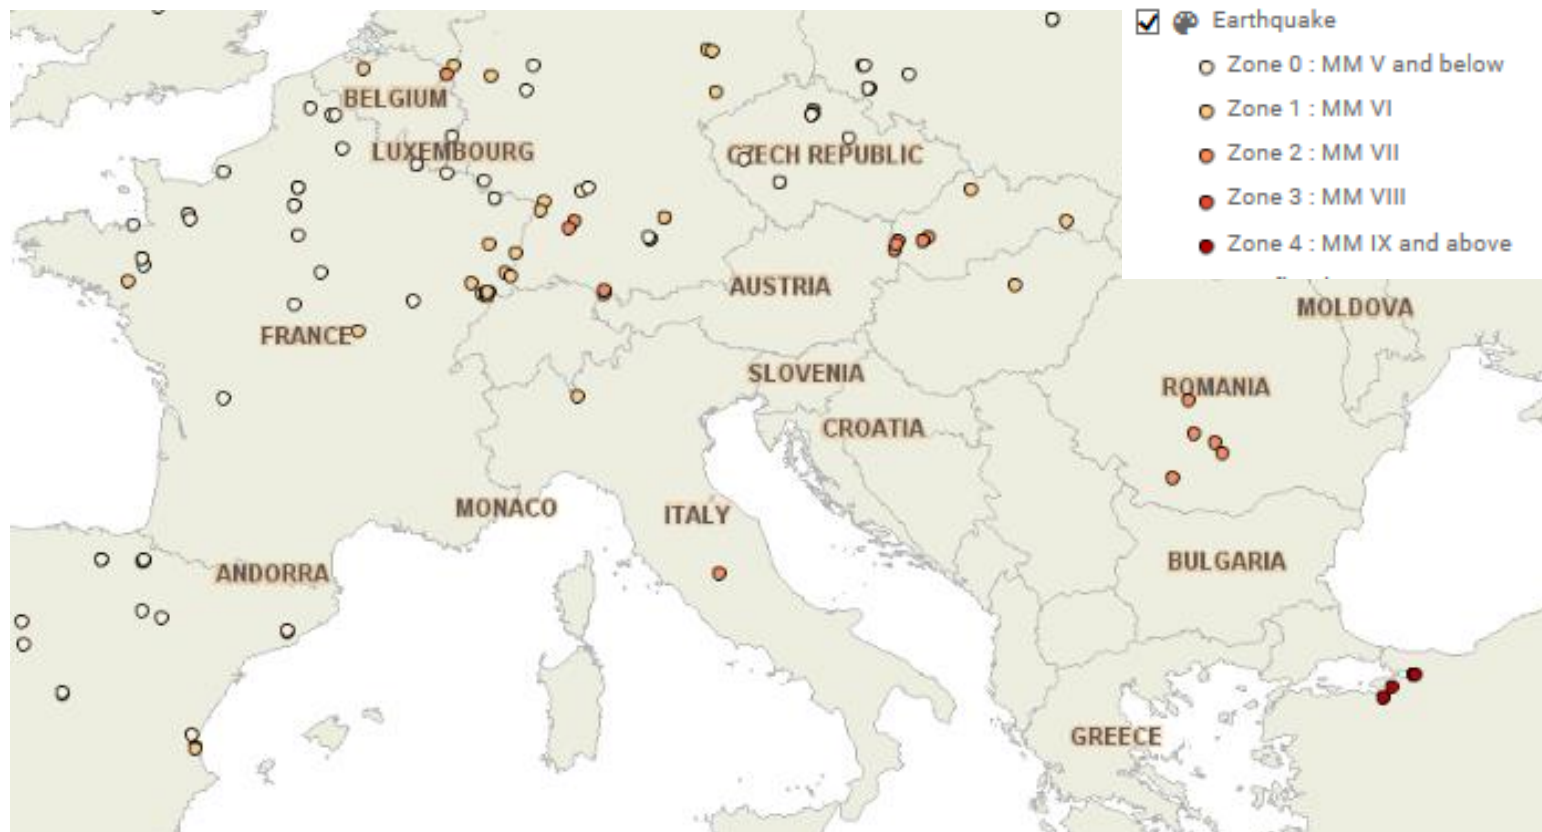 Earthquake
Zone 0 : MM V and below
Zone 1 : MM VI
Zone 2 : MM VII
Zone 3 : MM VIII
Zone 4 : MM IX and above
BELGIUM
LUXEMBOURG
CZECH REPUBLIC
AUSTRIA
MOLDOVA
FRANCE
SLOVENIA
ROMANIA
CROATIA
MONACO
ITALY
BULGARIA
ANDORRA
GREECE